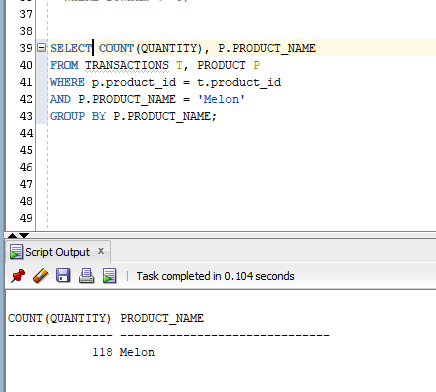 37
38
39 SELECT COUNT(QUANTITY), P.PRODUCT_NAME
40 FROM TRANSACTIONS T, PRODUCT P
41 WHERE p.product_id = t.product_id
42 AND P.PRODUCT_NAME = 'Melon'
43 GROUP BY P.PRODUCT_NAME;
44
45
46
47
48
49
Script Output x
Task completed in 0.104 seconds
COUNT(QUANTITY) PRODUCT_NAME
--------------- ------------------------------
118 Melon